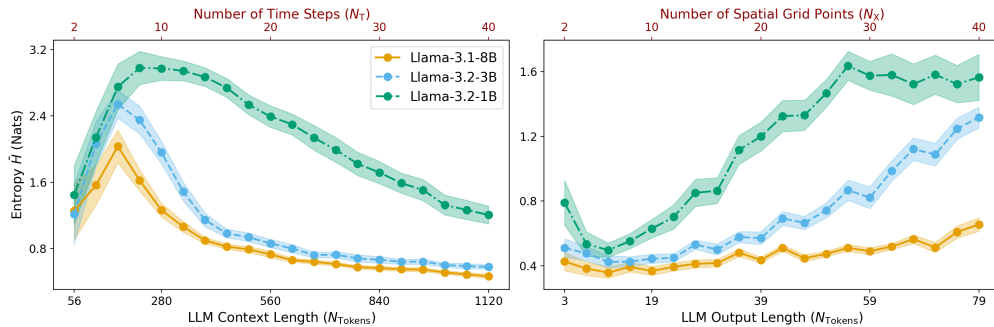 Number of Time Steps (N_T)
2 10 20 30 40
Entropy H̄ (Nats)
3.2
2.4
1.6
0.8
Llama-3.1-8B
Llama-3.2-3B
Llama-3.2-1B
56 280 560 840 1120
LLM Context Length (N_Tokens)
Number of Spatial Grid Points (N_X)
2 10 20 30 40
1.6
1.2
0.8
0.4
3 19 39 59 79
LLM Output Length (N_Tokens)